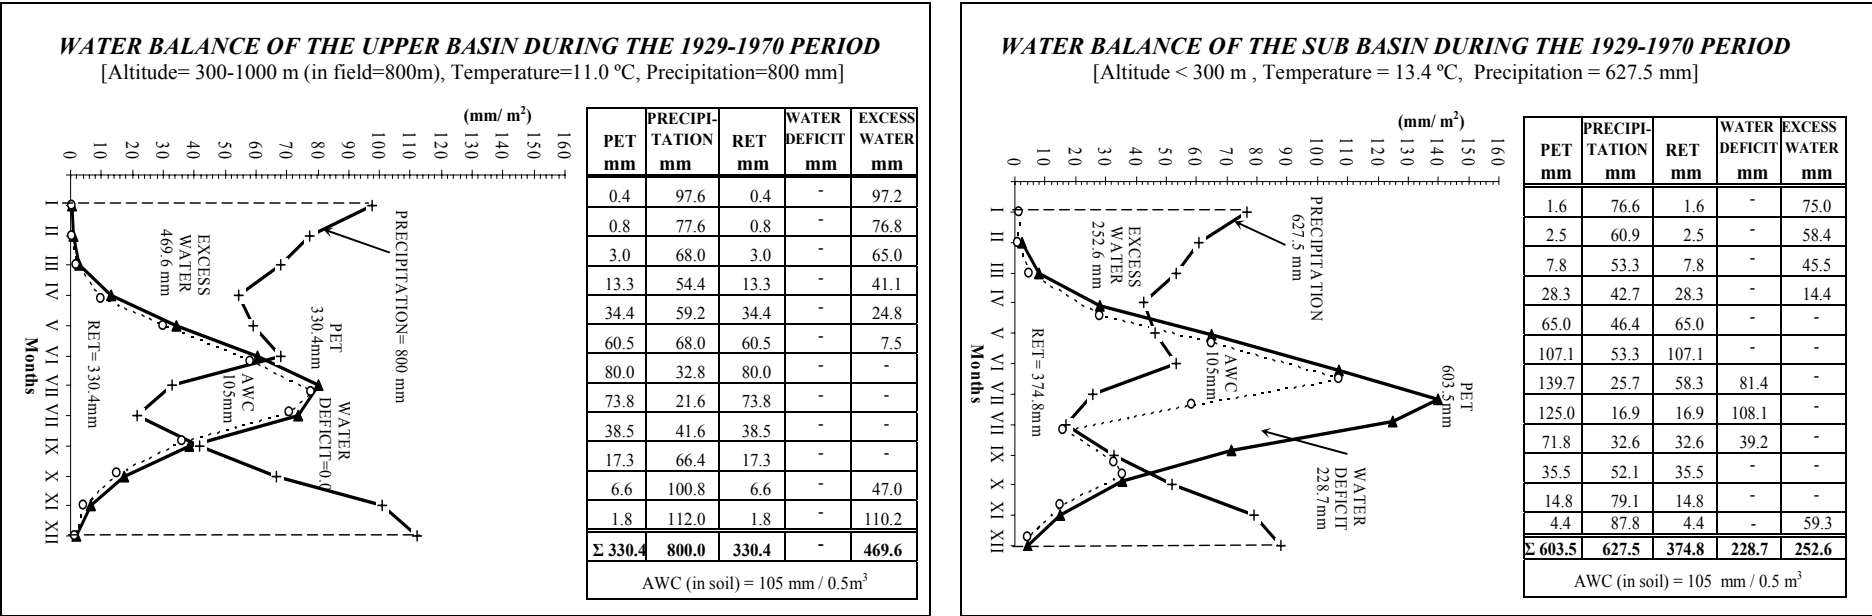 WATER BALANCE OF THE UPPER BASIN DURING THE 1929-1970 PERIOD
[Altitude= 300-1000 m (in field=800m), Temperature=11.0 ºC, Precipitation=800 mm]
(mm/ m²)
0 10 20 30 40 50 60 70 80 90 100 110 120 130 140 150 160
I II III IV V VI VII VII IX X XI XII
Months
PRECIPITATION= 800 mm
EXCESS
WATER
469.6 mm
PET
330.4mm
RET= 330.4mm
AWC
105mm
WATER
DEFICIT=0.0
PET mm PRECIPI-TATION mm RET mm WATER DEFICIT mm EXCESS WATER mm
0.4 97.6 0.4 - 97.2
0.8 77.6 0.8 - 76.8
3.0 68.0 3.0 - 65.0
13.3 54.4 13.3 - 41.1
34.4 59.2 34.4 - 24.8
60.5 68.0 60.5 - 7.5
80.0 32.8 80.0 - -
73.8 21.6 73.8 - -
38.5 41.6 38.5 - -
17.3 66.4 17.3 - -
6.6 100.8 6.6 - 47.0
1.8 112.0 1.8 - 110.2
Σ 330.4 800.0 330.4 - 469.6
AWC (in soil) = 105 mm / 0.5m³
WATER BALANCE OF THE SUB BASIN DURING THE 1929-1970 PERIOD
[Altitude < 300 m , Temperature = 13.4 ºC, Precipitation = 627.5 mm]
(mm/ m²)
0 10 20 30 40 50 60 70 80 90 100 110 120 130 140 150 160
I II III IV V VI VII VII IX X XI XII
Months
PRECIPITATION
627.5 mm
EXCESS
WATER
252.6 mm
RET= 374.8mm
AWC
105mm
PET
603.5mm
WATER
DEFICIT
228.7mm
PET mm PRECIPI-TATION mm RET mm WATER DEFICIT mm EXCESS WATER mm
1.6 76.6 1.6 - 75.0
2.5 60.9 2.5 - 58.4
7.8 53.3 7.8 - 45.5
28.3 42.7 28.3 - 14.4
65.0 46.4 65.0 - -
107.1 53.3 107.1 - -
139.7 25.7 58.3 81.4 -
125.0 16.9 16.9 108.1 -
71.8 32.6 32.6 39.2 -
35.5 52.1 35.5 - -
14.8 79.1 14.8 - -
4.4 87.8 4.4 - 59.3
Σ 603.5 627.5 374.8 228.7 252.6
AWC (in soil) = 105 mm / 0.5 m³